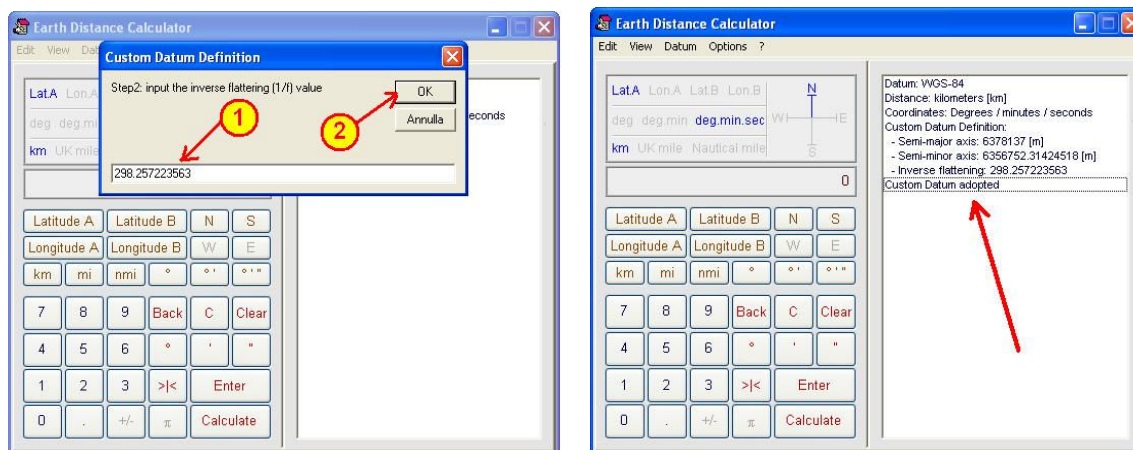 Earth Distance Calculator
Edit View Dat
Custom Datum Definition
Step2: input the inverse flattering (1/f) value
OK
Annulla
1
2
298.257223563
Lat.A Lon.A
deg deg.mi
km UK mile
econds
Latitude A Latitude B N S
Longitude A Longitude B W E
km mi nmi ° ° ' ° ' "
7 8 9 Back C Clear
4 5 6 ° ' "
1 2 3 >|< Enter
0 . +/- π Calculate
Earth Distance Calculator
Edit View Datum Options ?
Lat.A Lon.A Lat.B Lon.B
deg deg.min deg.min.sec
km UK mile Nautical mile
N
W E
S
0
Latitude A Latitude B N S
Longitude A Longitude B W E
km mi nmi ° ° ' ° ' "
7 8 9 Back C Clear
4 5 6 ° ' "
1 2 3 >|< Enter
0 . +/- π Calculate
Datum: WGS-84
Distance: kilometers [km]
Coordinates: Degrees / minutes / seconds
Custom Datum Definition:
- Semi-major axis: 6378137 [m]
- Semi-minor axis: 6356752.31424518 [m]
- Inverse flattening: 298.257223563
Custom Datum adopted